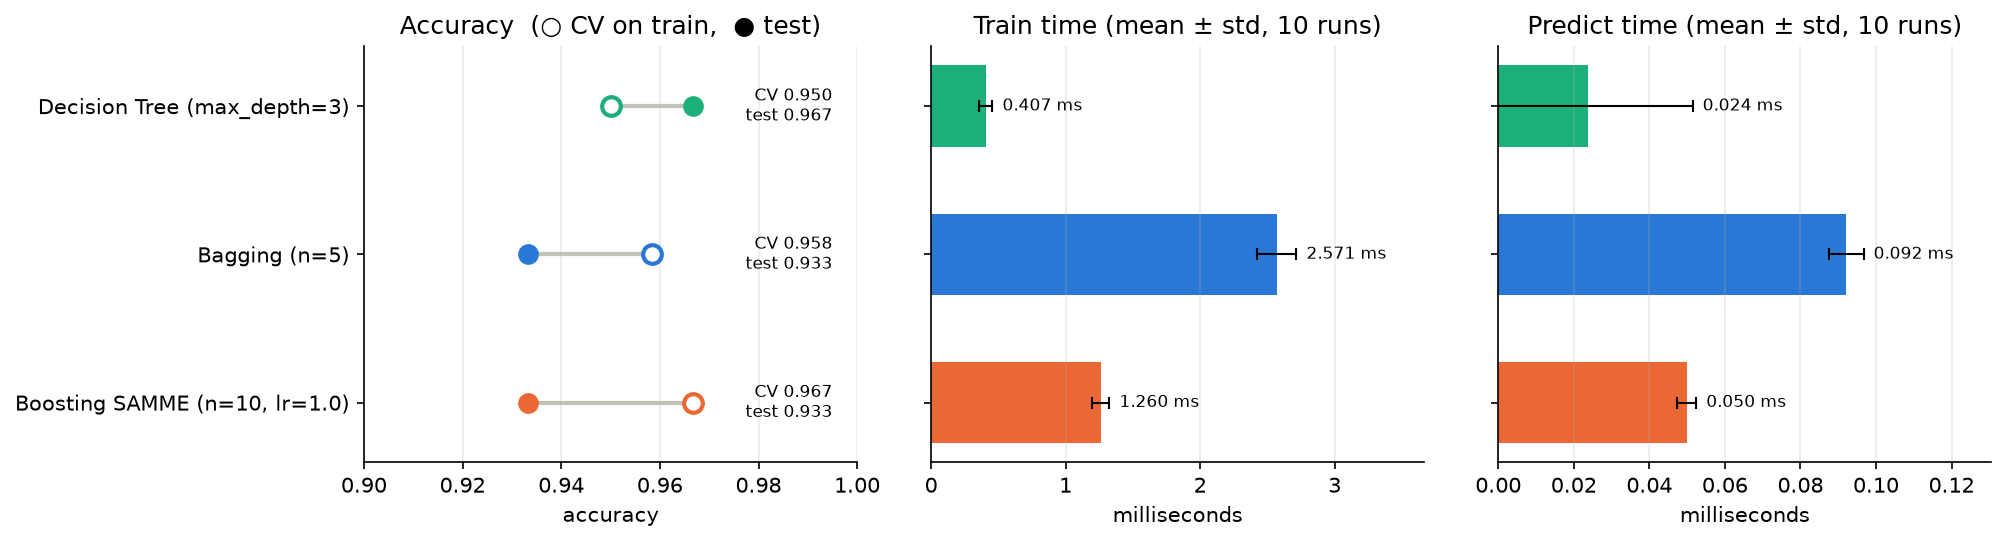 Accuracy (○ CV on train, ● test)
Decision Tree (max_depth=3)
Bagging (n=5)
Boosting SAMME (n=10, lr=1.0)
CV 0.950
test 0.967
CV 0.958
test 0.933
CV 0.967
test 0.933
0.90 0.92 0.94 0.96 0.98 1.00
accuracy
Train time (mean ± std, 10 runs)
0.407 ms
2.571 ms
1.260 ms
0 1 2 3
milliseconds
Predict time (mean ± std, 10 runs)
0.024 ms
0.092 ms
0.050 ms
0.00 0.02 0.04 0.06 0.08 0.10 0.12
milliseconds